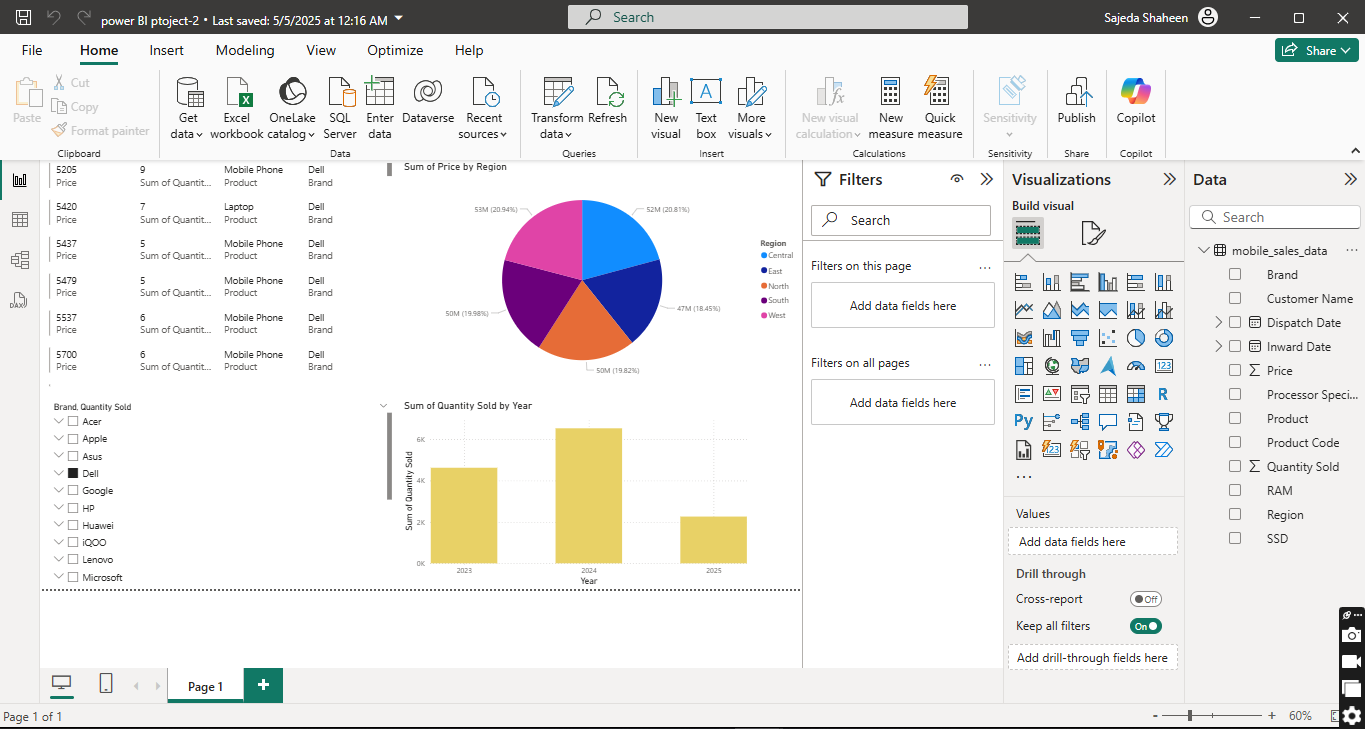 power BI ptoject-2 • Last saved: 5/5/2025 at 12:16 AM
Search
Sajeda Shaheen
File Home Insert Modeling View Optimize Help
Share
Paste
Cut
Copy
Format painter
Clipboard
Get data
Excel workbook
OneLake catalog
SQL Server
Enter data
Dataverse
Recent sources
Data
Transform data
Refresh
Queries
New visual
Text box
More visuals
Insert
New visual calculation
New measure
Quick measure
Calculations
Sensitivity
Sensitivity
Publish
Share
Copilot
Copilot
5205 9 Mobile Phone Dell
Price Sum of Quantit... Product Brand
5420 7 Laptop Dell
Price Sum of Quantit... Product Brand
5437 5 Mobile Phone Dell
Price Sum of Quantit... Product Brand
5479 5 Mobile Phone Dell
Price Sum of Quantit... Product Brand
5537 6 Mobile Phone Dell
Price Sum of Quantit... Product Brand
5700 6 Mobile Phone Dell
Price Sum of Quantit... Product Brand
Sum of Price by Region
53M (20.94%)
52M (20.81%)
50M (19.98%)
47M (18.45%)
50M (19.82%)
Region
Central
East
North
South
West
Brand, Quantity Sold
Acer
Apple
Asus
Dell
Google
HP
Huawei
iQOO
Lenovo
Microsoft
Sum of Quantity Sold by Year
Sum of Quantity Sold
6K
4K
2K
0K
2023 2024 2025
Year
Filters
Search
Filters on this page
Add data fields here
Filters on all pages
Add data fields here
Visualizations
Build visual
123
R
Py
123
Values
Add data fields here
Drill through
Cross-report
Off
Keep all filters
On
Add drill-through fields here
Data
Search
mobile_sales_data
Brand
Customer Name
Dispatch Date
Inward Date
Price
Processor Speci...
Product
Product Code
Quantity Sold
RAM
Region
SSD
DAX
Page 1
Page 1 of 1
- + 60%